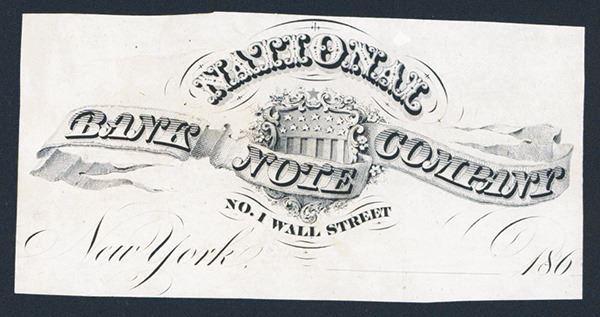 NATIONAL
BANK NOTE COMPANY
NO. 1 WALL STREET
New York 186